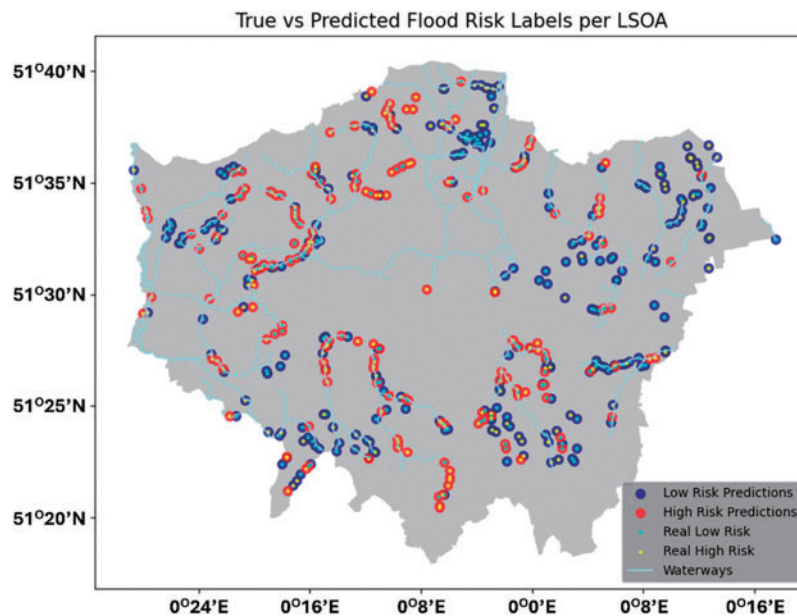 True vs Predicted Flood Risk Labels per LSOA
51°40'N
51°35'N
51°30'N
51°25'N
51°20'N
0°24'E 0°16'E 0°8'E 0°0'E 0°8'E 0°16'E
Low Risk Predictions
High Risk Predictions
Real Low Risk
Real High Risk
Waterways